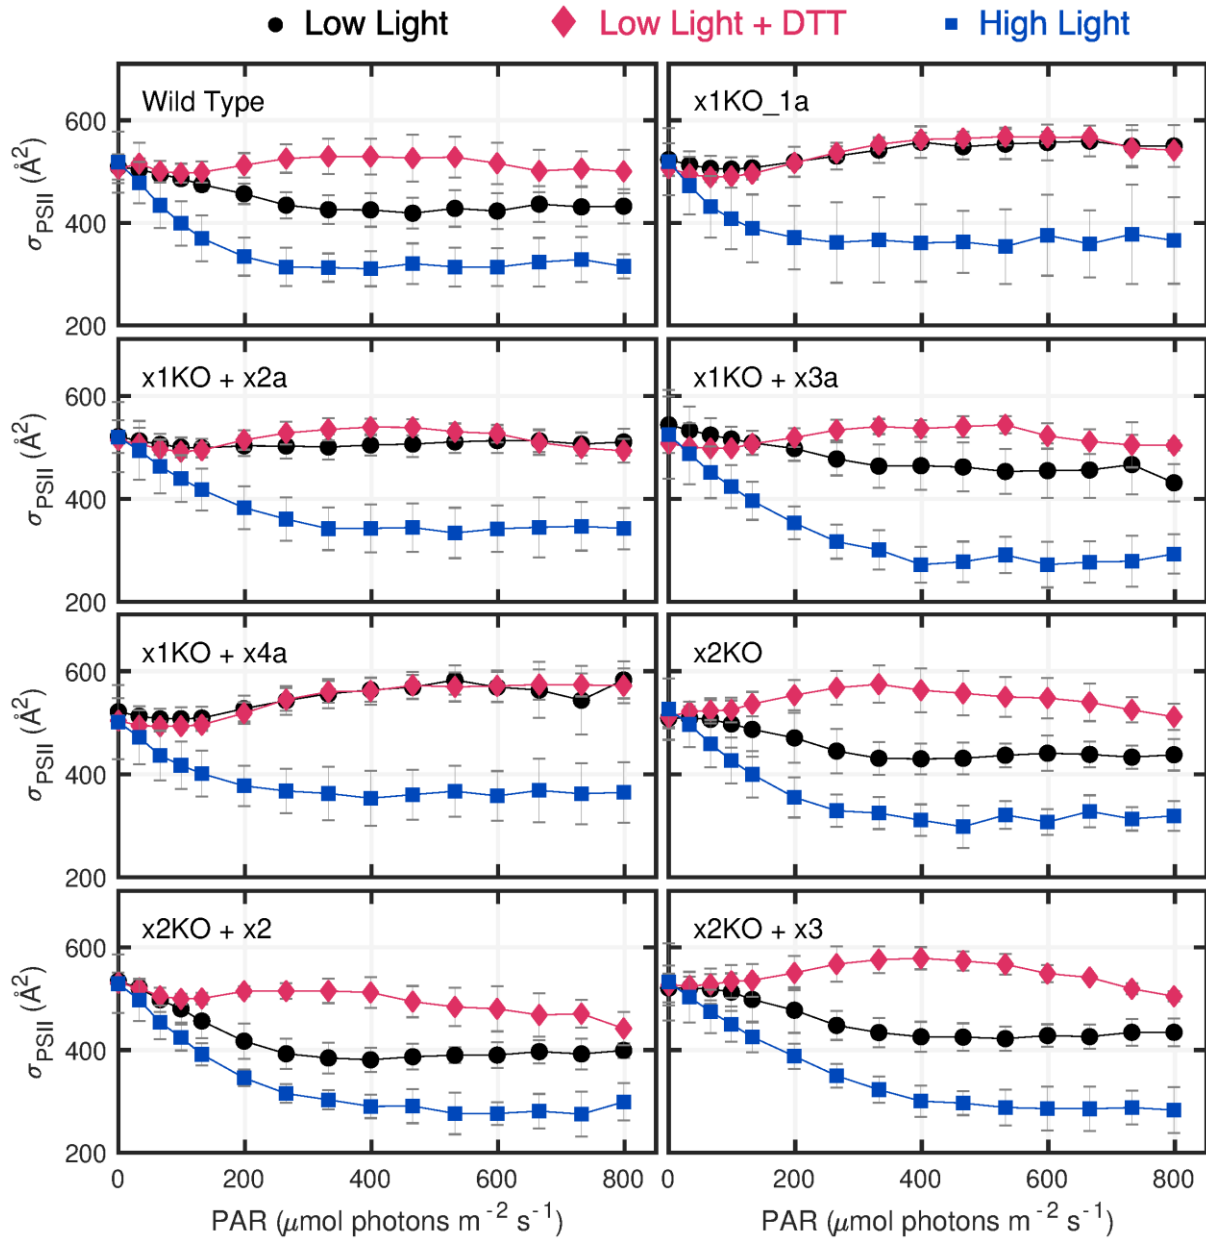 Low Light Low Light + DTT High Light
Wild Type x1KO_1a
600
400
200
σPSII (Å²)
x1KO + x2a x1KO + x3a
600
400
200
σPSII (Å²)
x1KO + x4a x2KO
600
400
200
σPSII (Å²)
x2KO + x2 x2KO + x3
600
400
200
σPSII (Å²)
0 200 400 600 800 0 200 400 600 800
PAR (μmol photons m⁻² s⁻¹) PAR (μmol photons m⁻² s⁻¹)